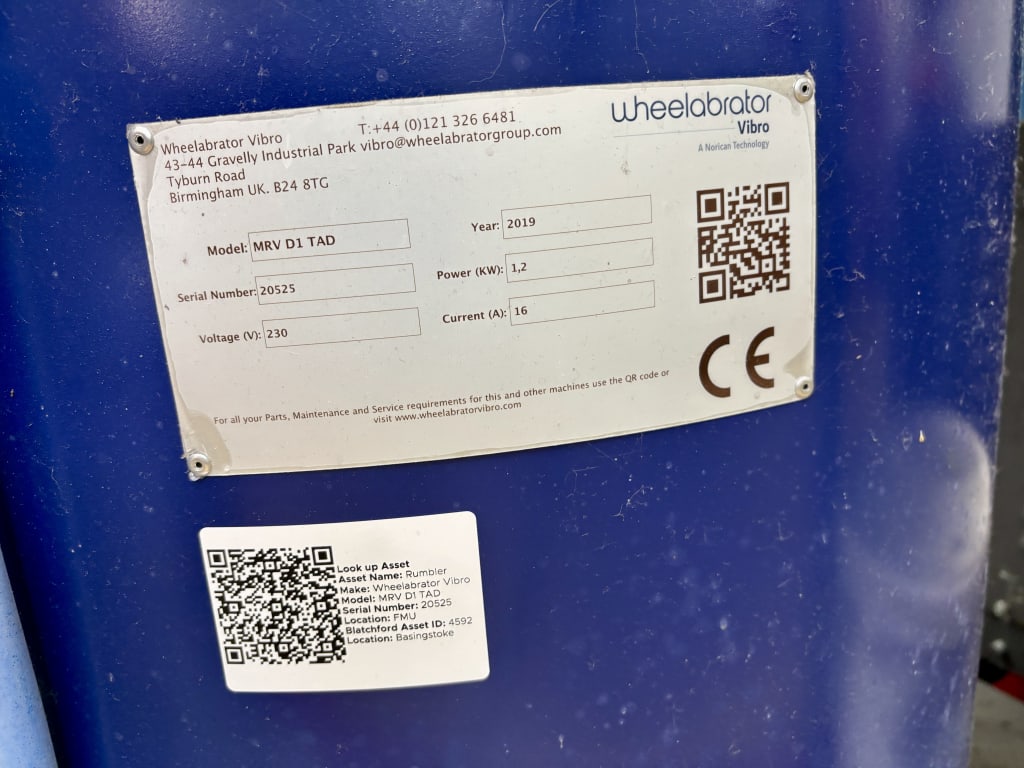 Wheelabrator Vibro
43-44 Gravelly Industrial Park
Tyburn Road
Birmingham UK. B24 8TG
T:+44 (0)121 326 6481
vibro@wheelabratorgroup.com
wheelabrator
Vibro
A Norican Technology
Model: MRV D1 TAD
Serial Number: 20525
Voltage (V): 230
Year: 2019
Power (KW): 1,2
Current (A): 16
CE
For all your Parts, Maintenance and Service requirements for this and other machines use the QR code or
visit www.wheelabratorvibro.com
Look up Asset
Asset Name: Rumbler
Make: Wheelabrator Vibro
Model: MRV D1 TAD
Serial Number: 20525
Location: FMU
Blatchford Asset ID: 4592
Location: Basingstoke